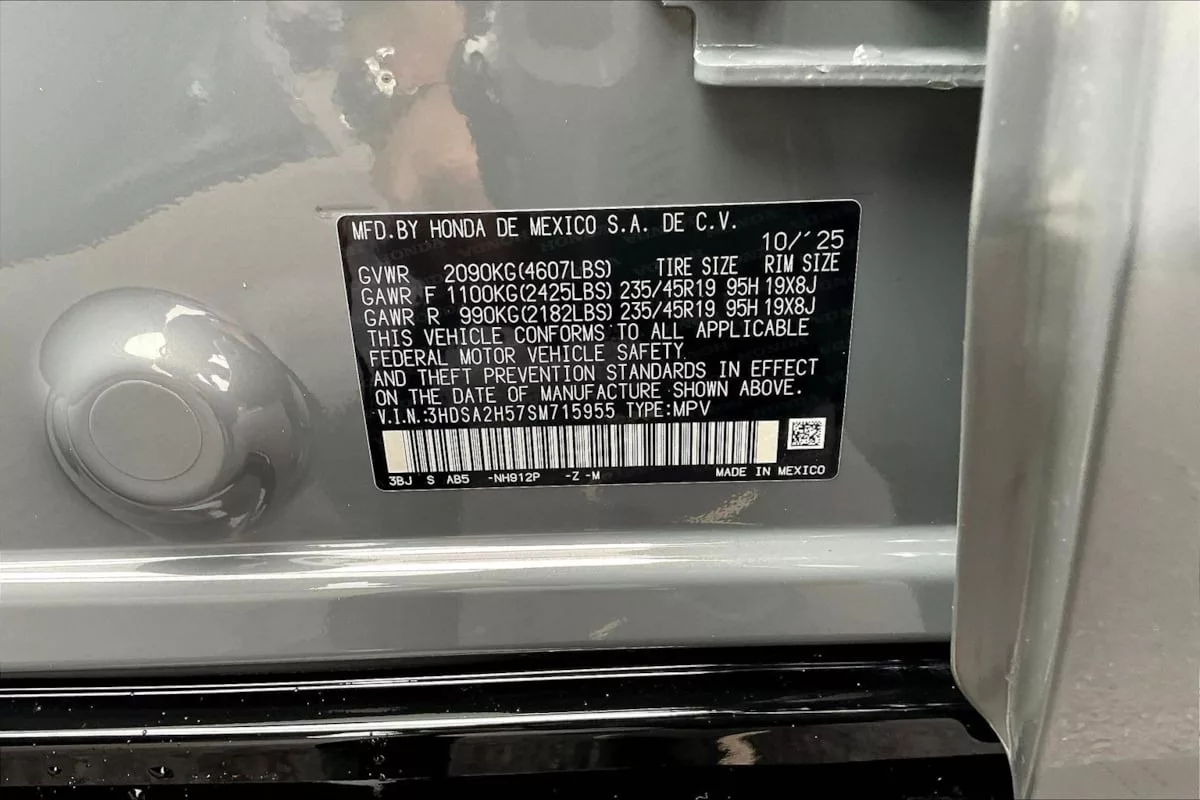 MFD.BY HONDA DE MEXICO S.A. DE C.V.
10/´25
GVWR 2090KG(4607LBS) TIRE SIZE RIM SIZE
GAWR F 1100KG(2425LBS) 235/45R19 95H 19X8J
GAWR R 990KG(2182LBS) 235/45R19 95H 19X8J
THIS VEHICLE CONFORMS TO ALL APPLICABLE
FEDERAL MOTOR VEHICLE SAFETY
AND THEFT PREVENTION STANDARDS IN EFFECT
ON THE DATE OF MANUFACTURE SHOWN ABOVE.
V.I.N.:3HDSA2H57SM715955 TYPE:MPV
3BJ S AB5 -NH912P -Z -M MADE IN MEXICO